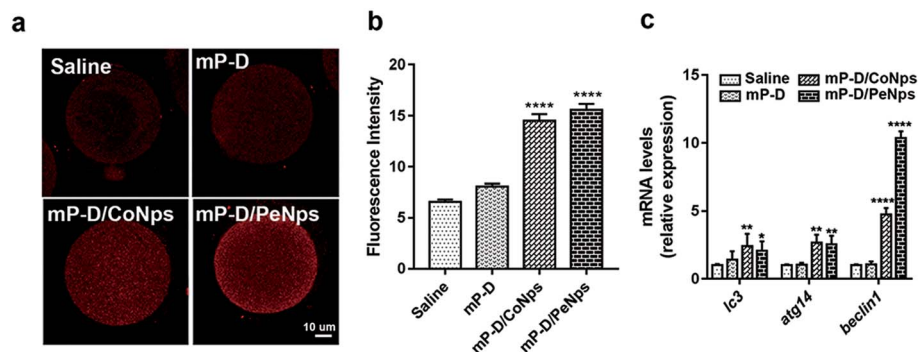 a
Saline
mP-D
mP-D/CoNps
mP-D/PeNps
10 um
b
Fluorescence Intensity
20
15
10
5
0
****
****
Saline
mP-D
mP-D/CoNps
mP-D/PeNps
c
Saline
mP-D/CoNps
mP-D
mP-D/PeNps
mRNA levels
(relative expression)
15
10
5
0
**
*
**
**
****
****
lc3
atg14
beclin1